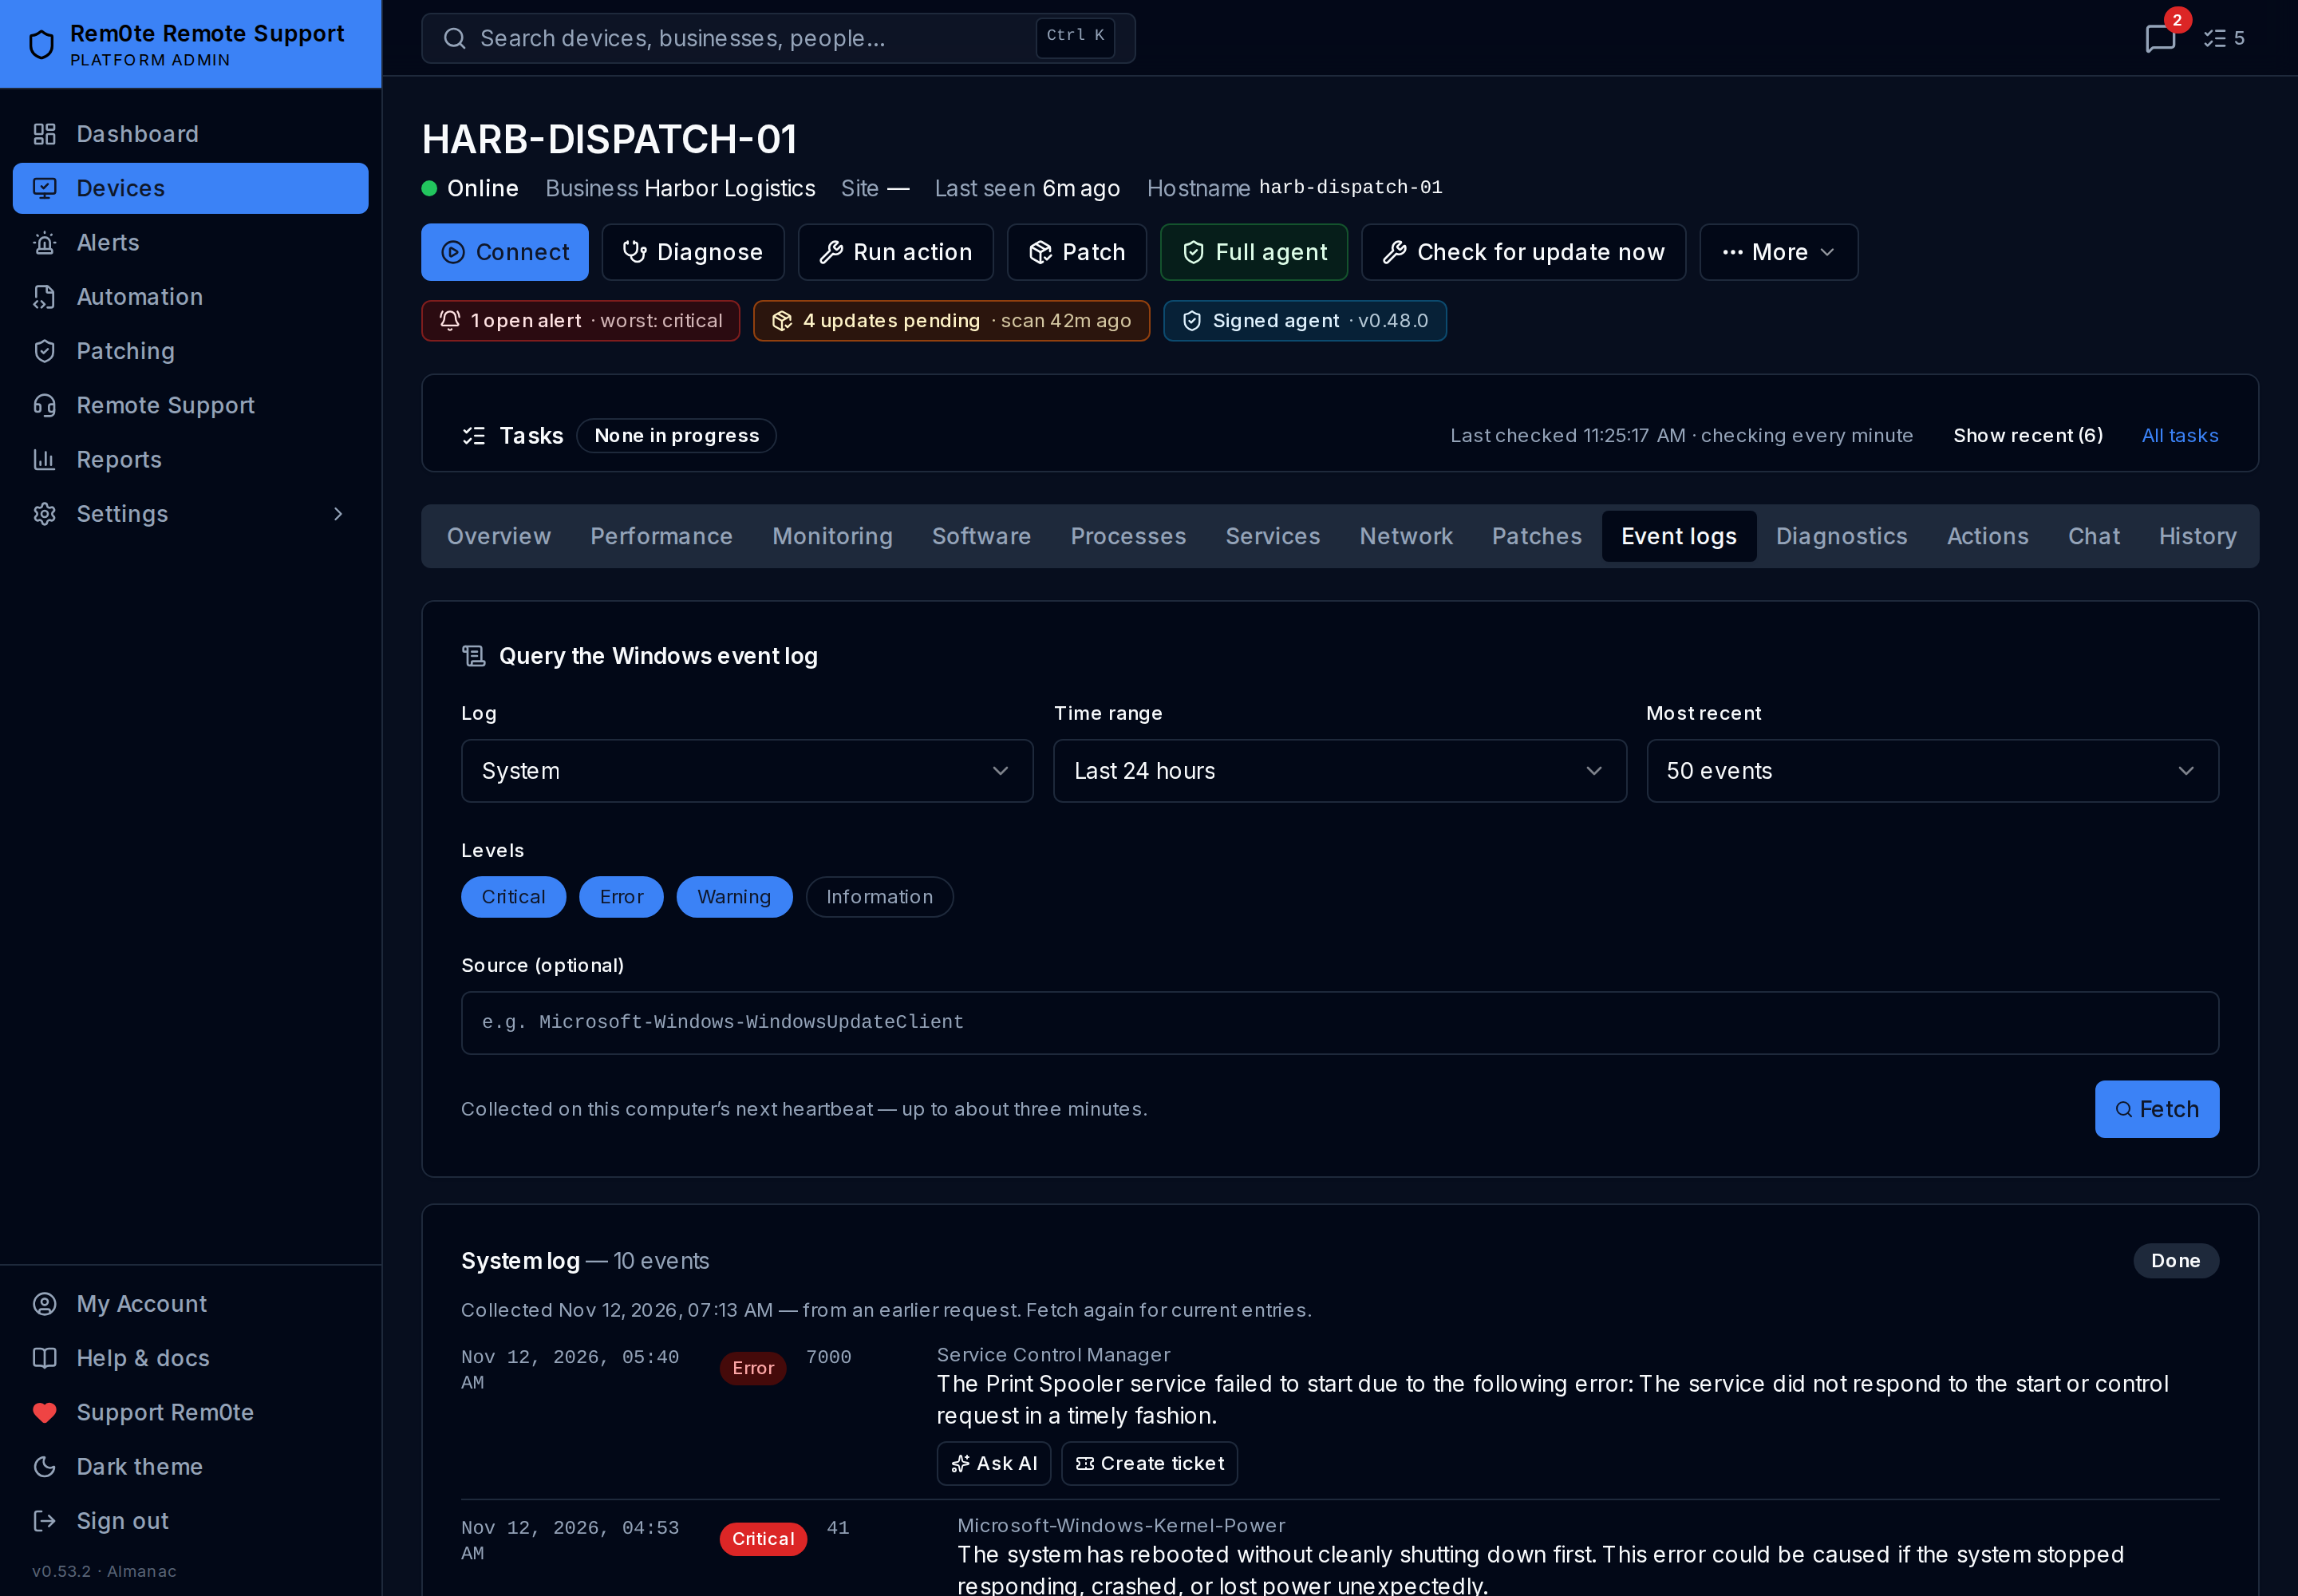 Rem0te Remote Support
PLATFORM ADMIN
Search devices, businesses, people...
Ctrl K
2
5
Dashboard
Devices
Alerts
Automation
Patching
Remote Support
Reports
Settings
HARB-DISPATCH-01
Online Business Harbor Logistics Site — Last seen 6m ago Hostname harb-dispatch-01
Connect Diagnose Run action Patch Full agent Check for update now More
1 open alert · worst: critical 4 updates pending · scan 42m ago Signed agent · v0.48.0
Tasks None in progress Last checked 11:25:17 AM · checking every minute Show recent (6) All tasks
Overview Performance Monitoring Software Processes Services Network Patches Event logs Diagnostics Actions Chat History
Query the Windows event log
Log Time range Most recent
System Last 24 hours 50 events
Levels
Critical Error Warning Information
Source (optional)
e.g. Microsoft-Windows-WindowsUpdateClient
Collected on this computer’s next heartbeat — up to about three minutes. Fetch
System log — 10 events Done
Collected Nov 12, 2026, 07:13 AM — from an earlier request. Fetch again for current entries.
Nov 12, 2026, 05:40 AM Error 7000 Service Control Manager
The Print Spooler service failed to start due to the following error: The service did not respond to the start or control
request in a timely fashion.
Ask AI Create ticket
Nov 12, 2026, 04:53 AM Critical 41 Microsoft-Windows-Kernel-Power
The system has rebooted without cleanly shutting down first. This error could be caused if the system stopped
responding, crashed, or lost power unexpectedly.
My Account
Help & docs
Support Rem0te
Dark theme
Sign out
v0.53.2 · Almanac